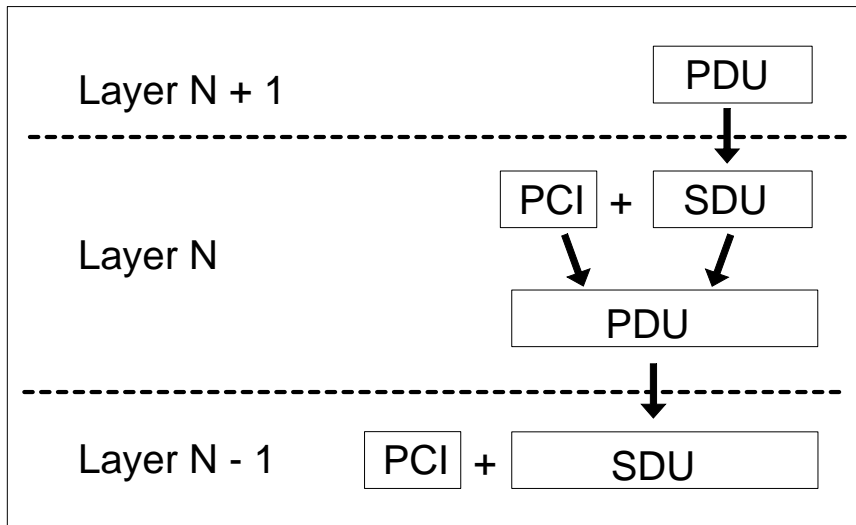 PDU
Layer N + 1
PCI + SDU
Layer N
PDU
Layer N - 1 PCI + SDU